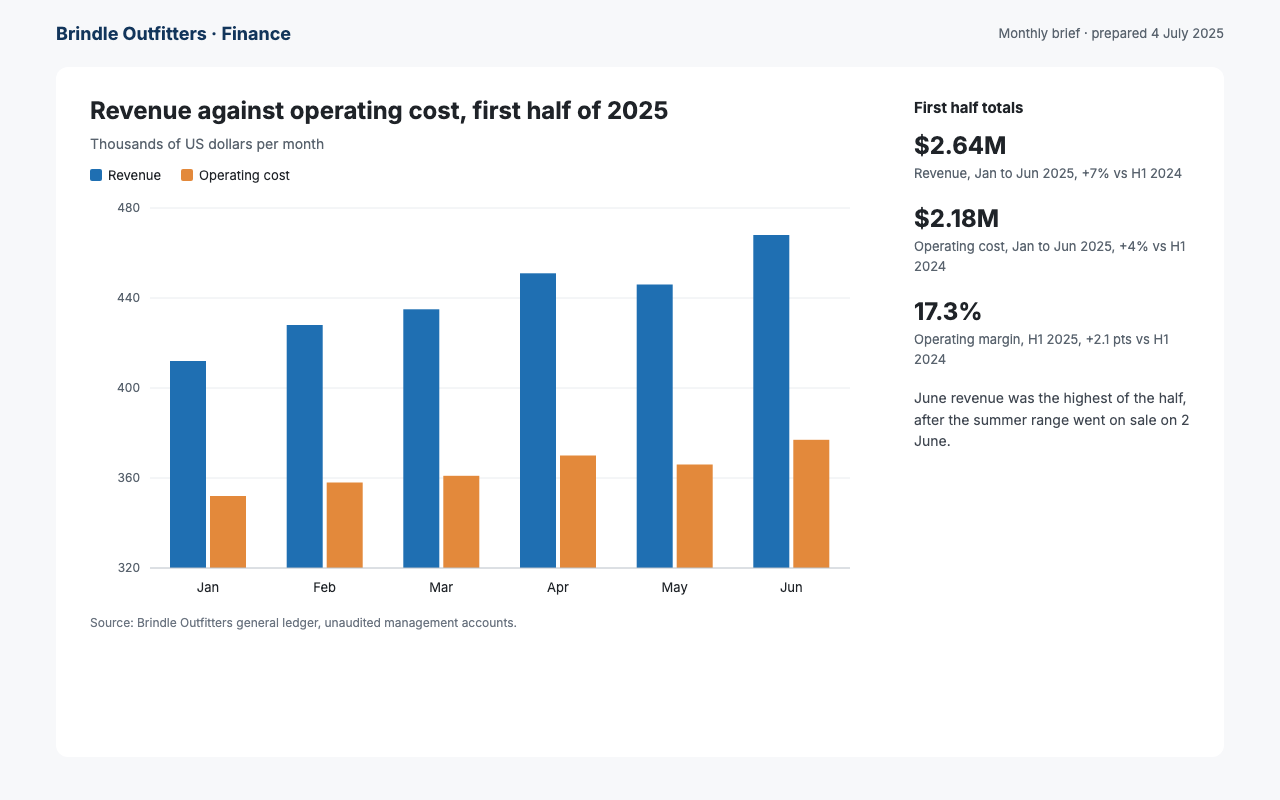 Brindle Outfitters · Finance
Monthly brief · prepared 4 July 2025
Revenue against operating cost, first half of 2025
Thousands of US dollars per month
Revenue
Operating cost
480
440
400
360
320
Jan
Feb
Mar
Apr
May
Jun
Source: Brindle Outfitters general ledger, unaudited management accounts.
First half totals
$2.64M
Revenue, Jan to Jun 2025, +7% vs H1 2024
$2.18M
Operating cost, Jan to Jun 2025, +4% vs H1
2024
17.3%
Operating margin, H1 2025, +2.1 pts vs H1
2024
June revenue was the highest of the half,
after the summer range went on sale on 2
June.